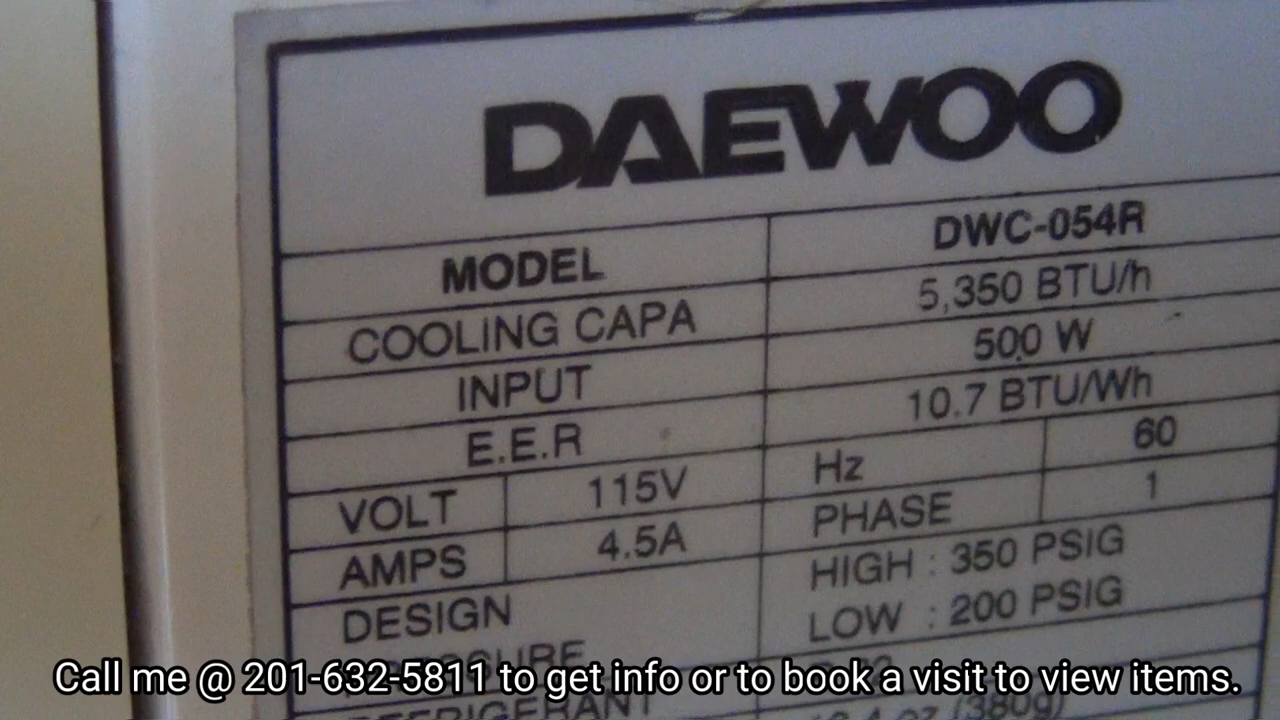 DAEWOO
MODEL DWC-054R
COOLING CAPA 5,350 BTU/h
INPUT 500 W
E.E.R 10.7 BTU/Wh
VOLT 115V Hz 60
AMPS 4.5A PHASE 1
DESIGN HIGH : 350 PSIG
LOW : 200 PSIG
Call me @ 201-632-5811 to get info or to book a visit to view items.
(380g)